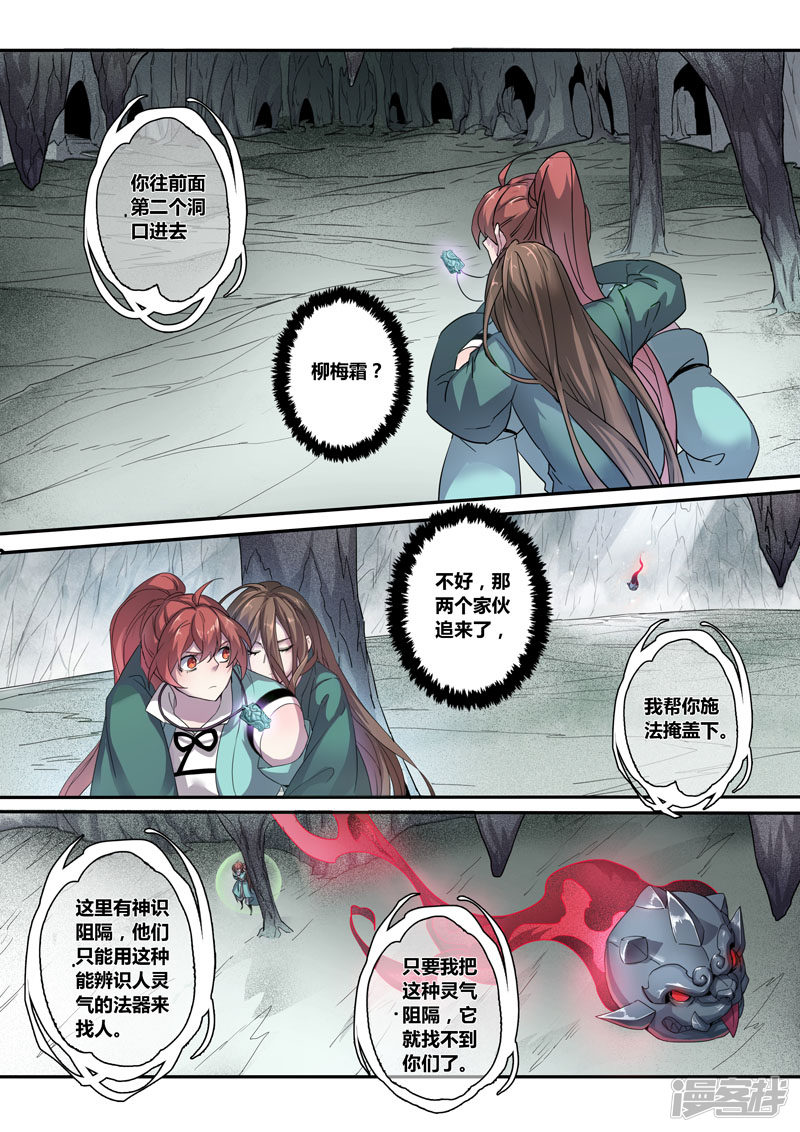 你往前面
第二个洞
口进去
柳梅霜？
不好，那
两个家伙
追来了，
我帮你施
法掩盖下。
这里有神识
阻隔，他们
只能用这种
能辨识人灵
气的法器来
找人。
只要我把
这种灵气
阻隔，它
就找不到
你们了。
漫客栈